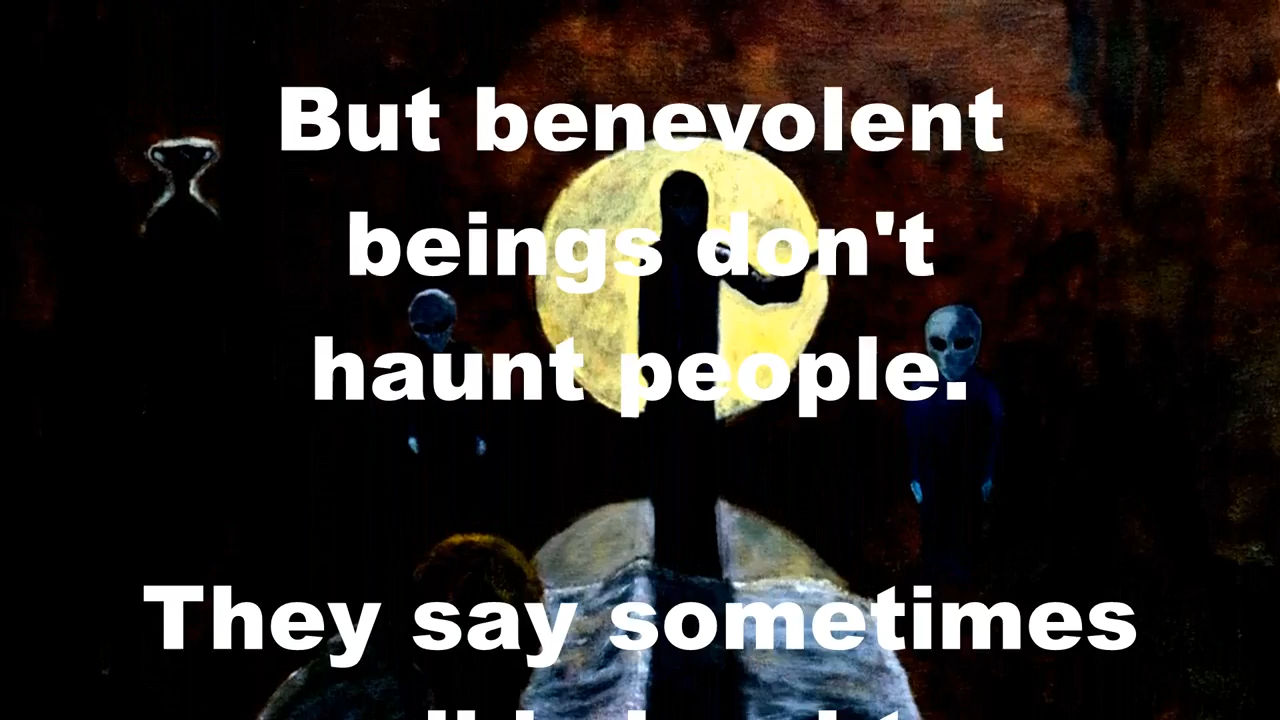 But benevolent
beings don't
haunt people.
They say sometimes